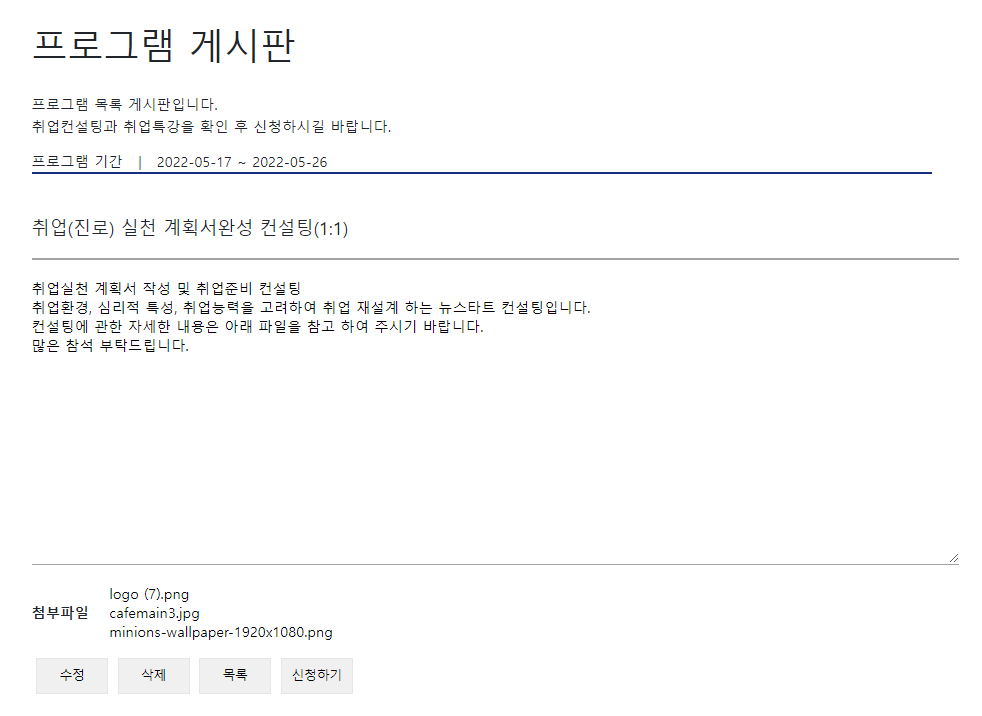 프로그램 게시판
프로그램 목록 게시판입니다.
취업컨설팅과 취업특강을 확인 후 신청하시길 바랍니다.
프로그램 기간 | 2022-05-17 ~ 2022-05-26
취업(진로) 실천 계획서완성 컨설팅(1:1)
취업실천 계획서 작성 및 취업준비 컨설팅
취업환경, 심리적 특성, 취업능력을 고려하여 취업 재설계 하는 뉴스타트 컨설팅입니다.
컨설팅에 관한 자세한 내용은 아래 파일을 참고 하여 주시기 바랍니다.
많은 참석 부탁드립니다.
logo (7).png
첨부파일 cafemain3.jpg
minions-wallpaper-1920x1080.png
수정 삭제 목록 신청하기